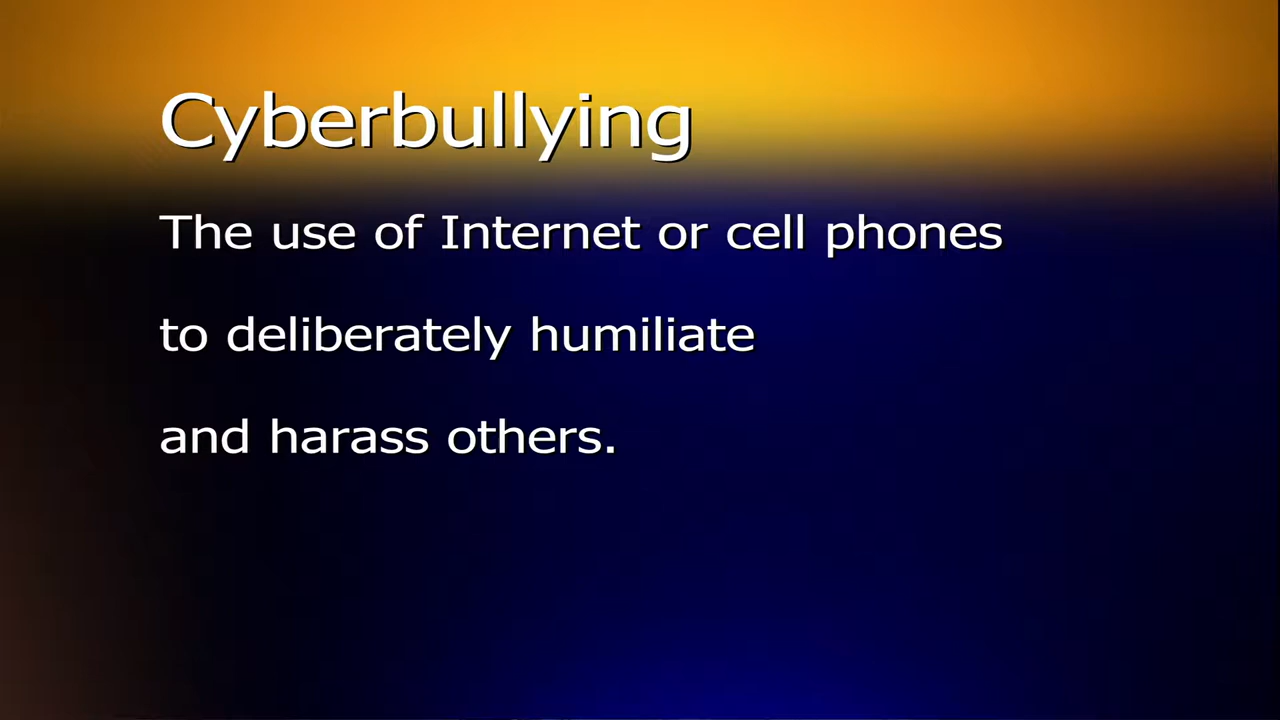 Cyberbullying
The use of Internet or cell phones
to deliberately humiliate
and harass others.